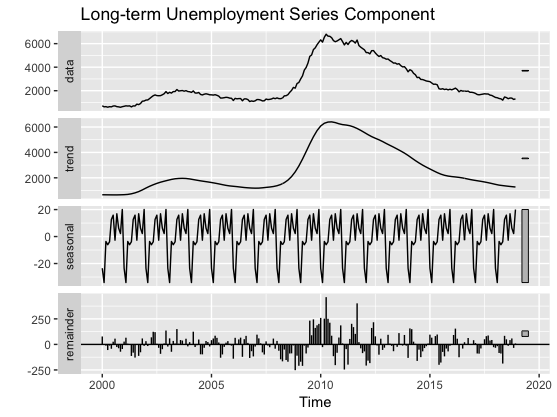 Long-term Unemployment Series Component
data
6000
4000
2000
trend
6000
4000
2000
seasonal
20
0
-20
remainder
250
0
-250
2000 2005 2010 2015 2020
Time